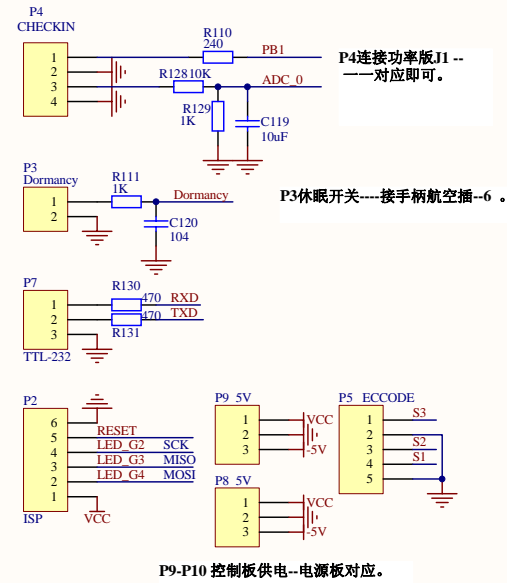 P4
CHECKIN
1
2
3
4
R110
240
PB1
R128 10K
ADC_0
R129
1K
C119
10uF
P4连接功率版J1 --
一一对应即可。
P3
Dormancy
1
2
R111
1K
Dormancy
C120
104
P3休眠开关----接手柄航空插--6 。
P7
1
2
3
TTL-232
R130
470 RXD
470 TXD
R131
P2
6
5
4
3
2
1
ISP
RESET
LED_G2 SCK
LED_G3 MISO
LED_G4 MOSI
VCC
P9 5V
1
2
3
VCC
-5V
P8 5V
1
2
3
VCC
-5V
P5 ECCODE
1
2
3
4
5
S3
S2
S1
P9-P10 控制板供电--电源板对应。